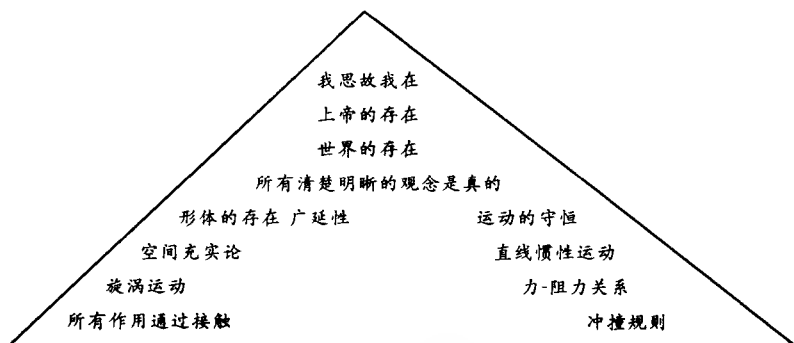 我思故我在
上帝的存在
世界的存在
所有清楚明晰的观念是真的
形体的存在 广延性 运动的守恒
空间充实论 直线惯性运动
旋涡运动 力-阻力关系
所有作用通过接触 冲撞规则